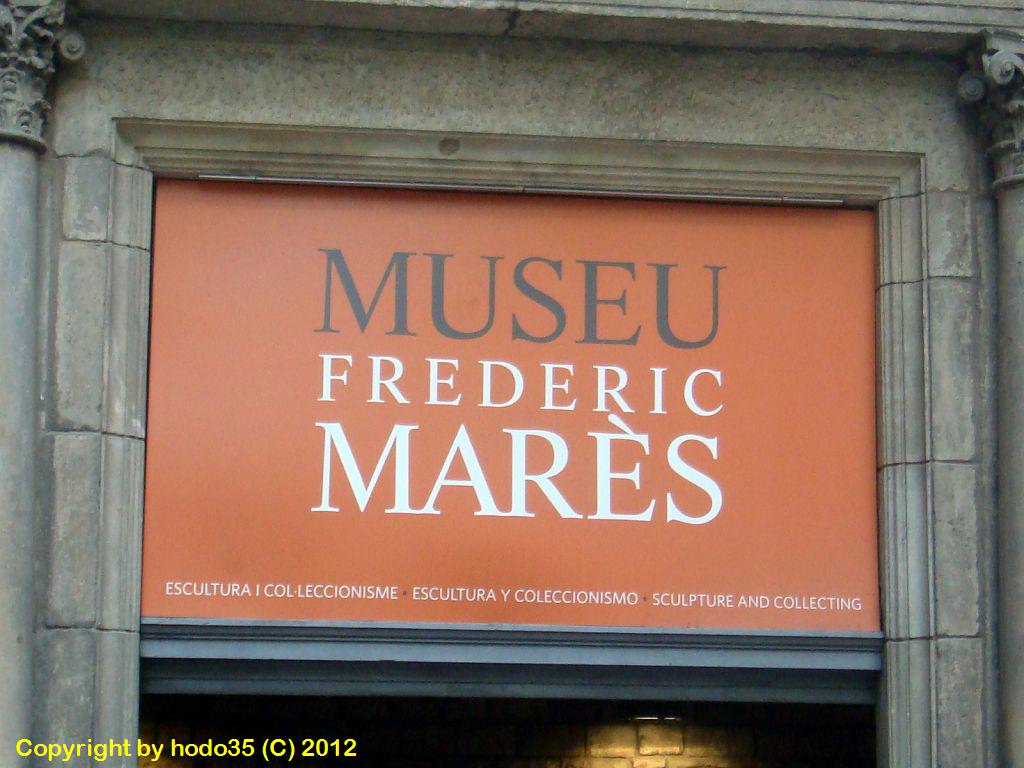 MUSEU
FREDERIC
MARÈS
ESCULTURA I COL·LECCIONISME · ESCULTURA Y COLECCIONISMO · SCULPTURE AND COLLECTING
Copyright by hodo35 (C) 2012